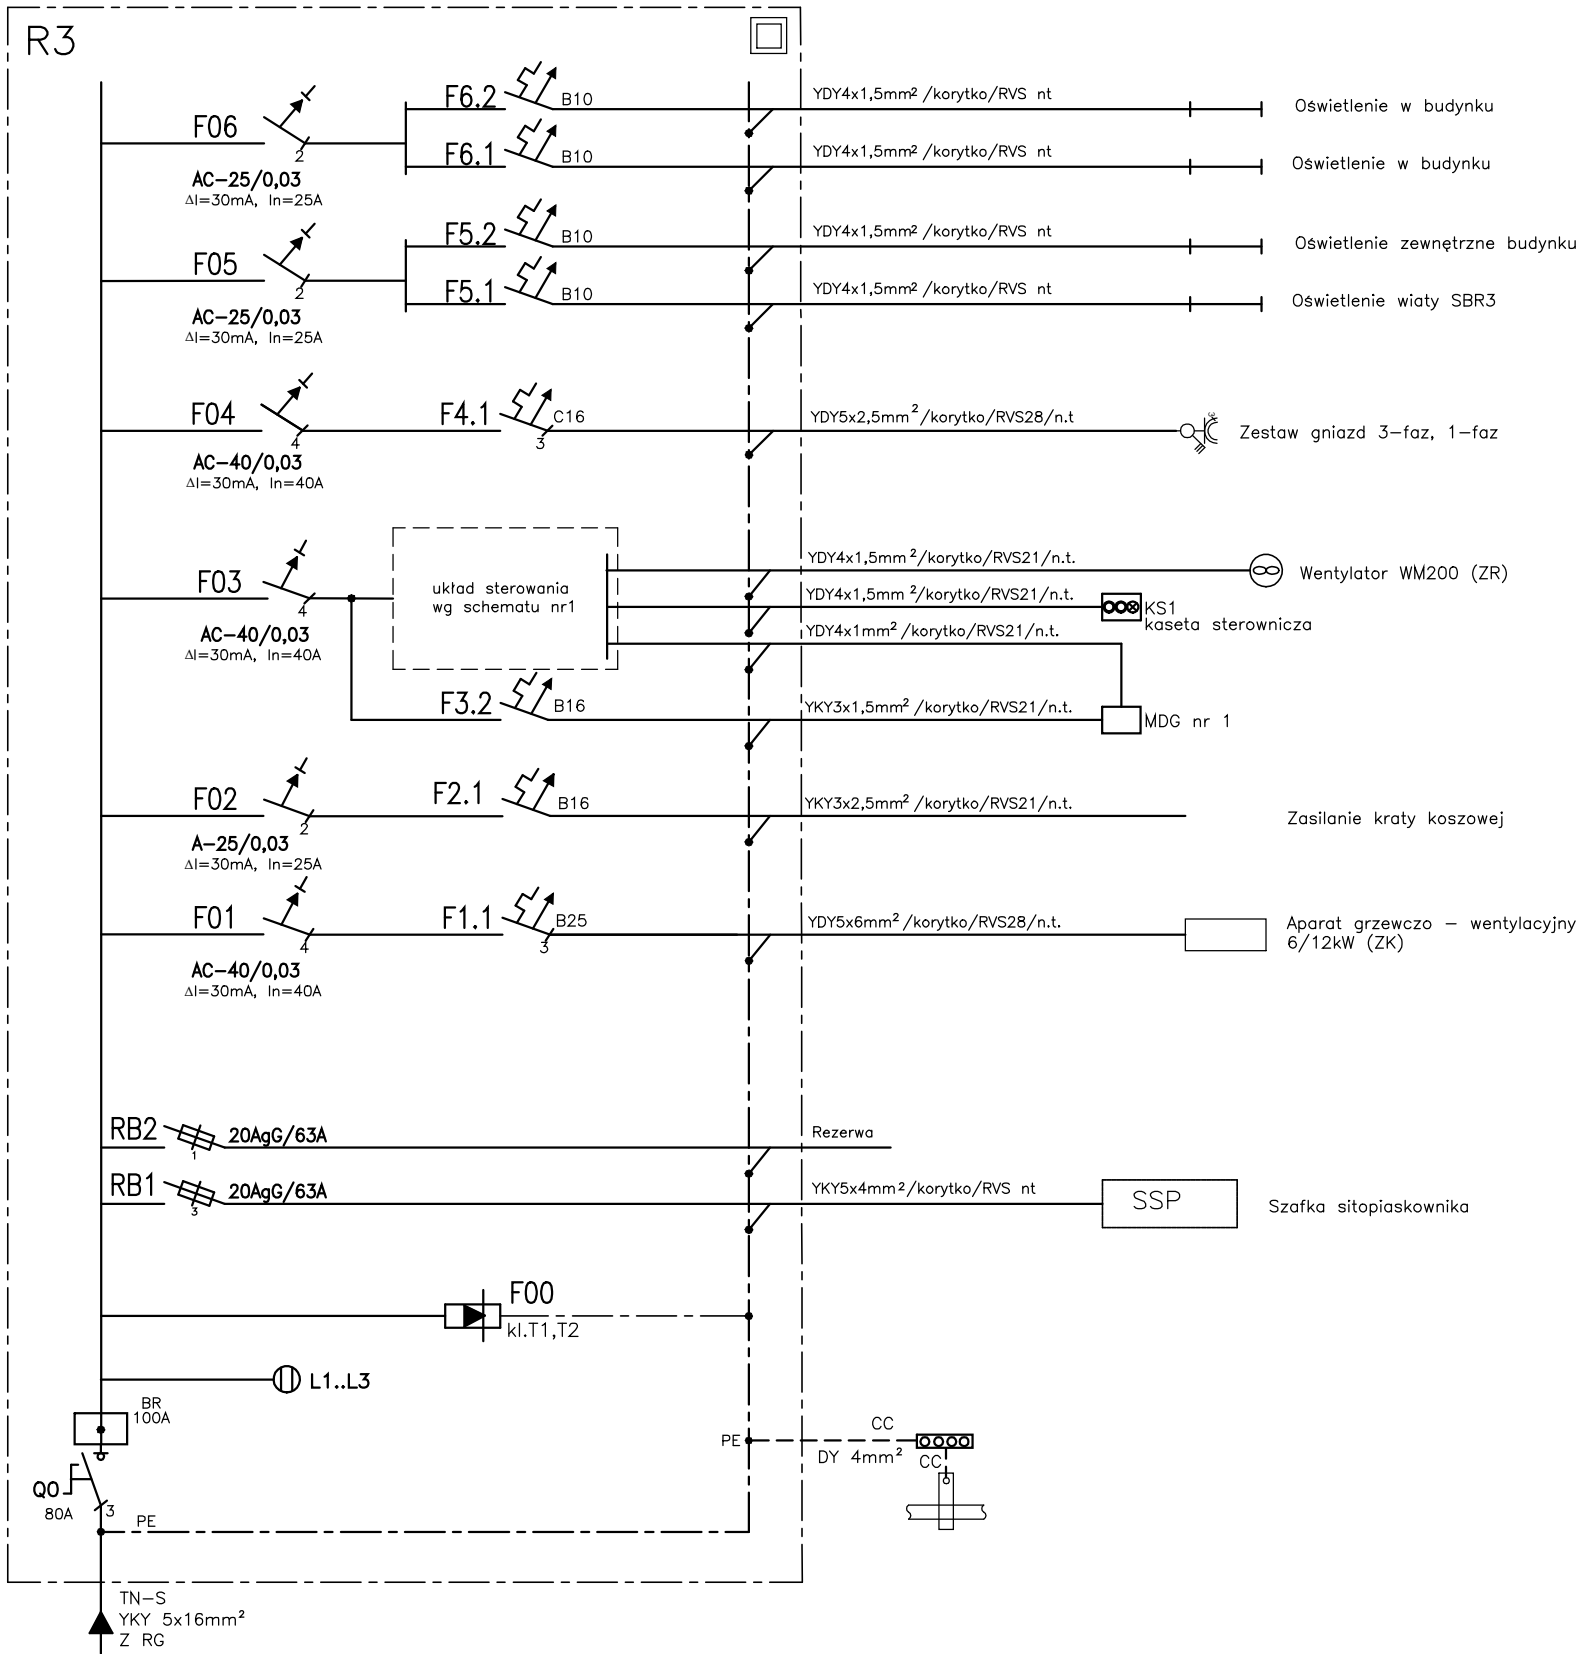 R3
F06
2
AC-25/0,03
ΔI=30mA, In=25A
F6.2
B10
YDY4x1,5mm²/korytko/RVS nt
Oświetlenie w budynku
F6.1
B10
YDY4x1,5mm²/korytko/RVS nt
Oświetlenie w budynku
F05
2
AC-25/0,03
ΔI=30mA, In=25A
F5.2
B10
YDY4x1,5mm²/korytko/RVS nt
Oświetlenie zewnętrzne budynku
F5.1
B10
YDY4x1,5mm²/korytko/RVS nt
Oświetlenie wiaty SBR3
F04
4
AC-40/0,03
ΔI=30mA, In=40A
F4.1
C16
3
YDY5x2,5mm²/korytko/RVS28/n.t
Zestaw gniazd 3-faz, 1-faz
F03
4
AC-40/0,03
ΔI=30mA, In=40A
układ sterowania
wg schematu nr1
YDY4x1,5mm²/korytko/RVS21/n.t.
Wentylator WM200 (ZR)
YDY4x1,5mm²/korytko/RVS21/n.t.
KS1
kaseta sterownicza
YDY4x1mm²/korytko/RVS21/n.t.
F3.2
B16
YKY3x1,5mm²/korytko/RVS21/n.t.
MDG nr 1
F02
2
A-25/0,03
ΔI=30mA, In=25A
F2.1
B16
YKY3x2,5mm²/korytko/RVS21/n.t.
Zasilanie kraty koszowej
F01
4
AC-40/0,03
ΔI=30mA, In=40A
F1.1
B25
3
YDY5x6mm²/korytko/RVS28/n.t.
Aparat grzewczo - wentylacyjny
6/12kW (ZK)
RB2
1
20AgG/63A
Rezerwa
RB1
3
20AgG/63A
YKY5x4mm²/korytko/RVS nt
SSP
Szafka sitopiaskownika
F00
kl.T1,T2
L1..L3
BR
100A
Q0
80A
3
PE
PE
CC
DY 4mm²
CC
TN-S
YKY 5x16mm²
Z RG